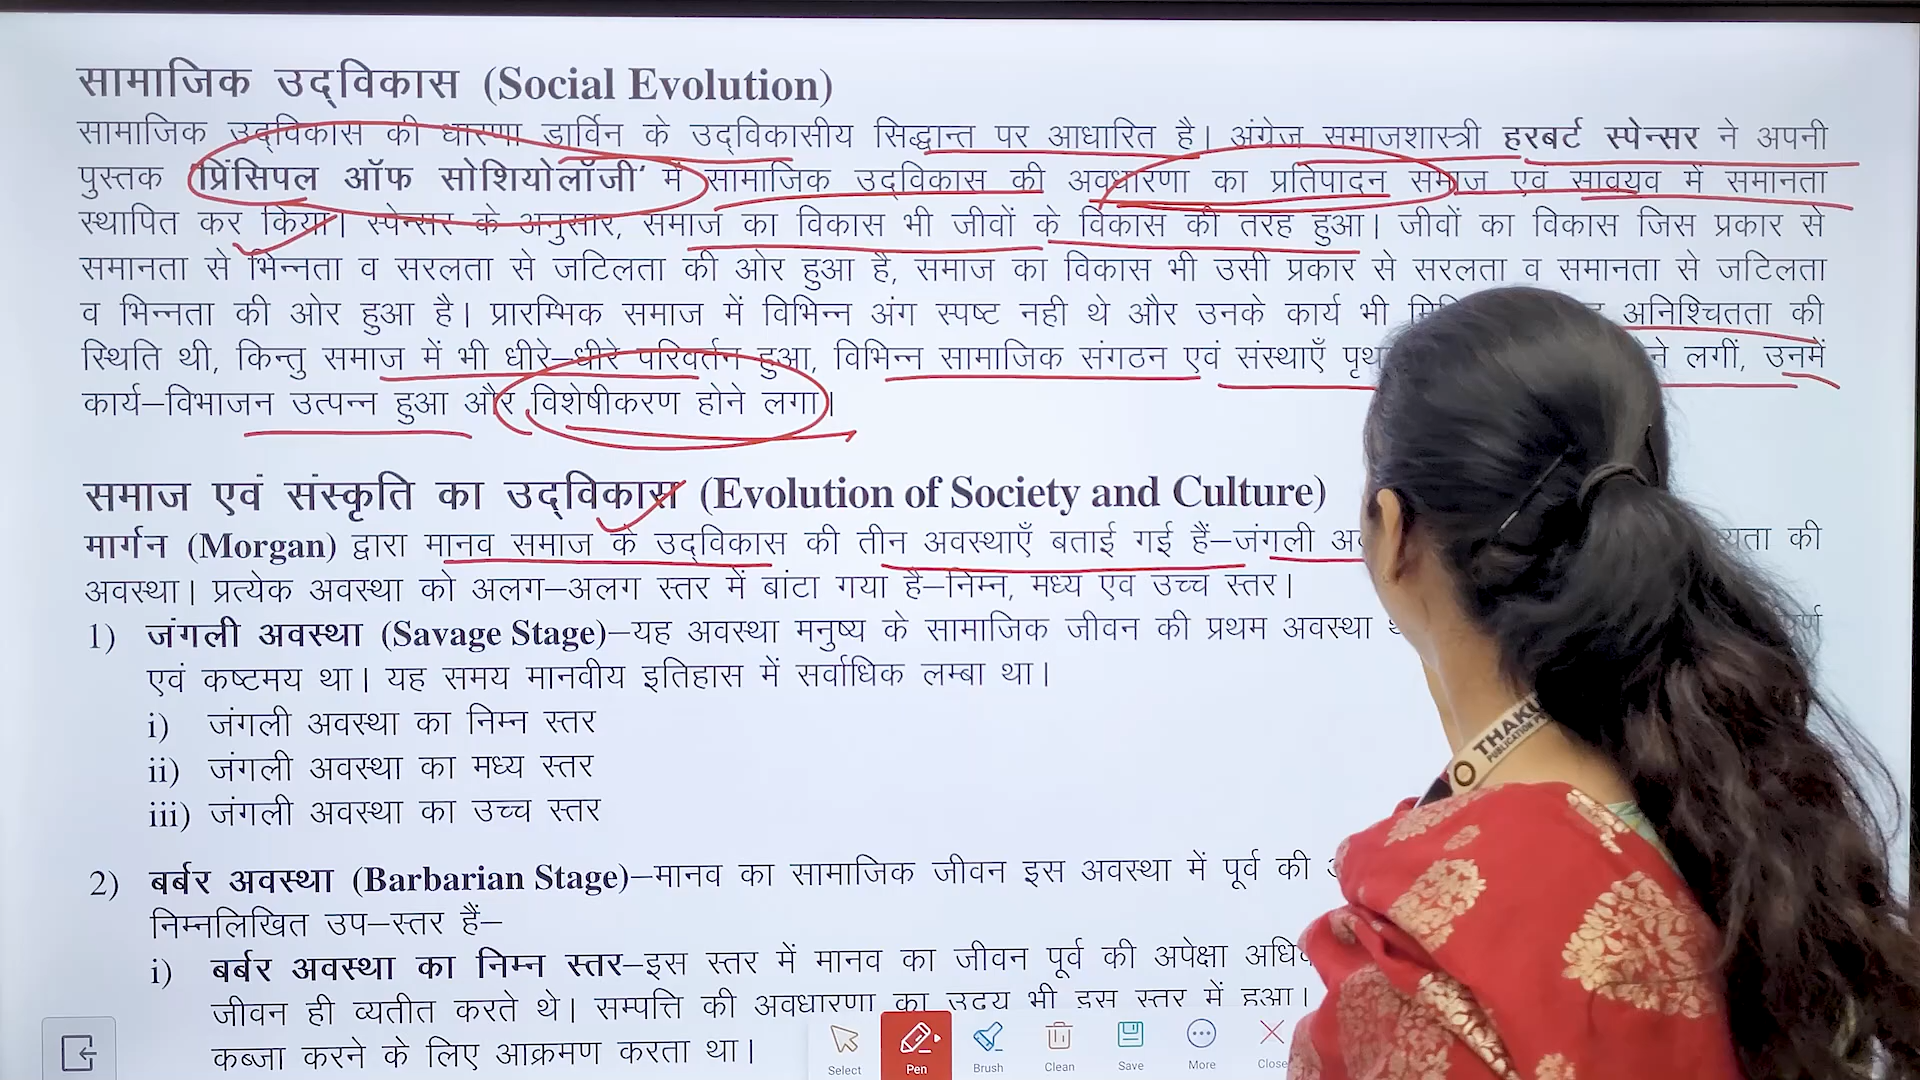 सामाजिक उद्विकास (Social Evolution)
सामाजिक उद्विकास की धारणा डार्विन के उद्विकासीय सिद्धान्त पर आधारित है। अंग्रेज समाजशास्त्री हरबर्ट स्पेन्सर ने अपनी
पुस्तक 'प्रिंसिपल ऑफ सोशियोलॉजी' में सामाजिक उद्विकास की अवधारणा का प्रतिपादन समाज एवं सावयव में समानता
स्थापित कर किया। स्पेन्सर के अनुसार, समाज का विकास भी जीवों के विकास की तरह हुआ। जीवों का विकास जिस प्रकार से
समानता से भिन्नता व सरलता से जटिलता की ओर हुआ है, समाज का विकास भी उसी प्रकार से सरलता व समानता से जटिलता
व भिन्नता की ओर हुआ है। प्रारम्भिक समाज में विभिन्न अंग स्पष्ट नही थे और उनके कार्य भी अनिश्चितता की
स्थिति थी, किन्तु समाज में भी धीरे–धीरे परिवर्तन हुआ, विभिन्न सामाजिक संगठन एवं संस्थाएँ लगीं, उनमें
कार्य–विभाजन उत्पन्न हुआ और विशेषीकरण होने लगा।
समाज एवं संस्कृति का उद्विकास (Evolution of Society and Culture)
मार्गन (Morgan) द्वारा मानव समाज के उद्विकास की तीन अवस्थाएँ बताई गई हैं–जंगली की
अवस्था। प्रत्येक अवस्था को अलग–अलग स्तर में बांटा गया है–निम्न, मध्य एव उच्च स्तर।
1) जंगली अवस्था (Savage Stage)–यह अवस्था मनुष्य के सामाजिक जीवन की प्रथम अवस्था
एवं कष्टमय था। यह समय मानवीय इतिहास में सर्वाधिक लम्बा था।
i) जंगली अवस्था का निम्न स्तर
ii) जंगली अवस्था का मध्य स्तर
iii) जंगली अवस्था का उच्च स्तर
2) बर्बर अवस्था (Barbarian Stage)–मानव का सामाजिक जीवन इस अवस्था में पूर्व की
निम्नलिखित उप–स्तर हैं–
i) बर्बर अवस्था का निम्न स्तर–इस स्तर में मानव का जीवन पूर्व की अपेक्षा
जीवन ही व्यतीत करते थे। सम्पत्ति की अवधारणा का उदय भी इस स्तर में हुआ।
कब्जा करने के लिए आक्रमण करता था।
THAKU
Select Pen Brush Clean Save More Close